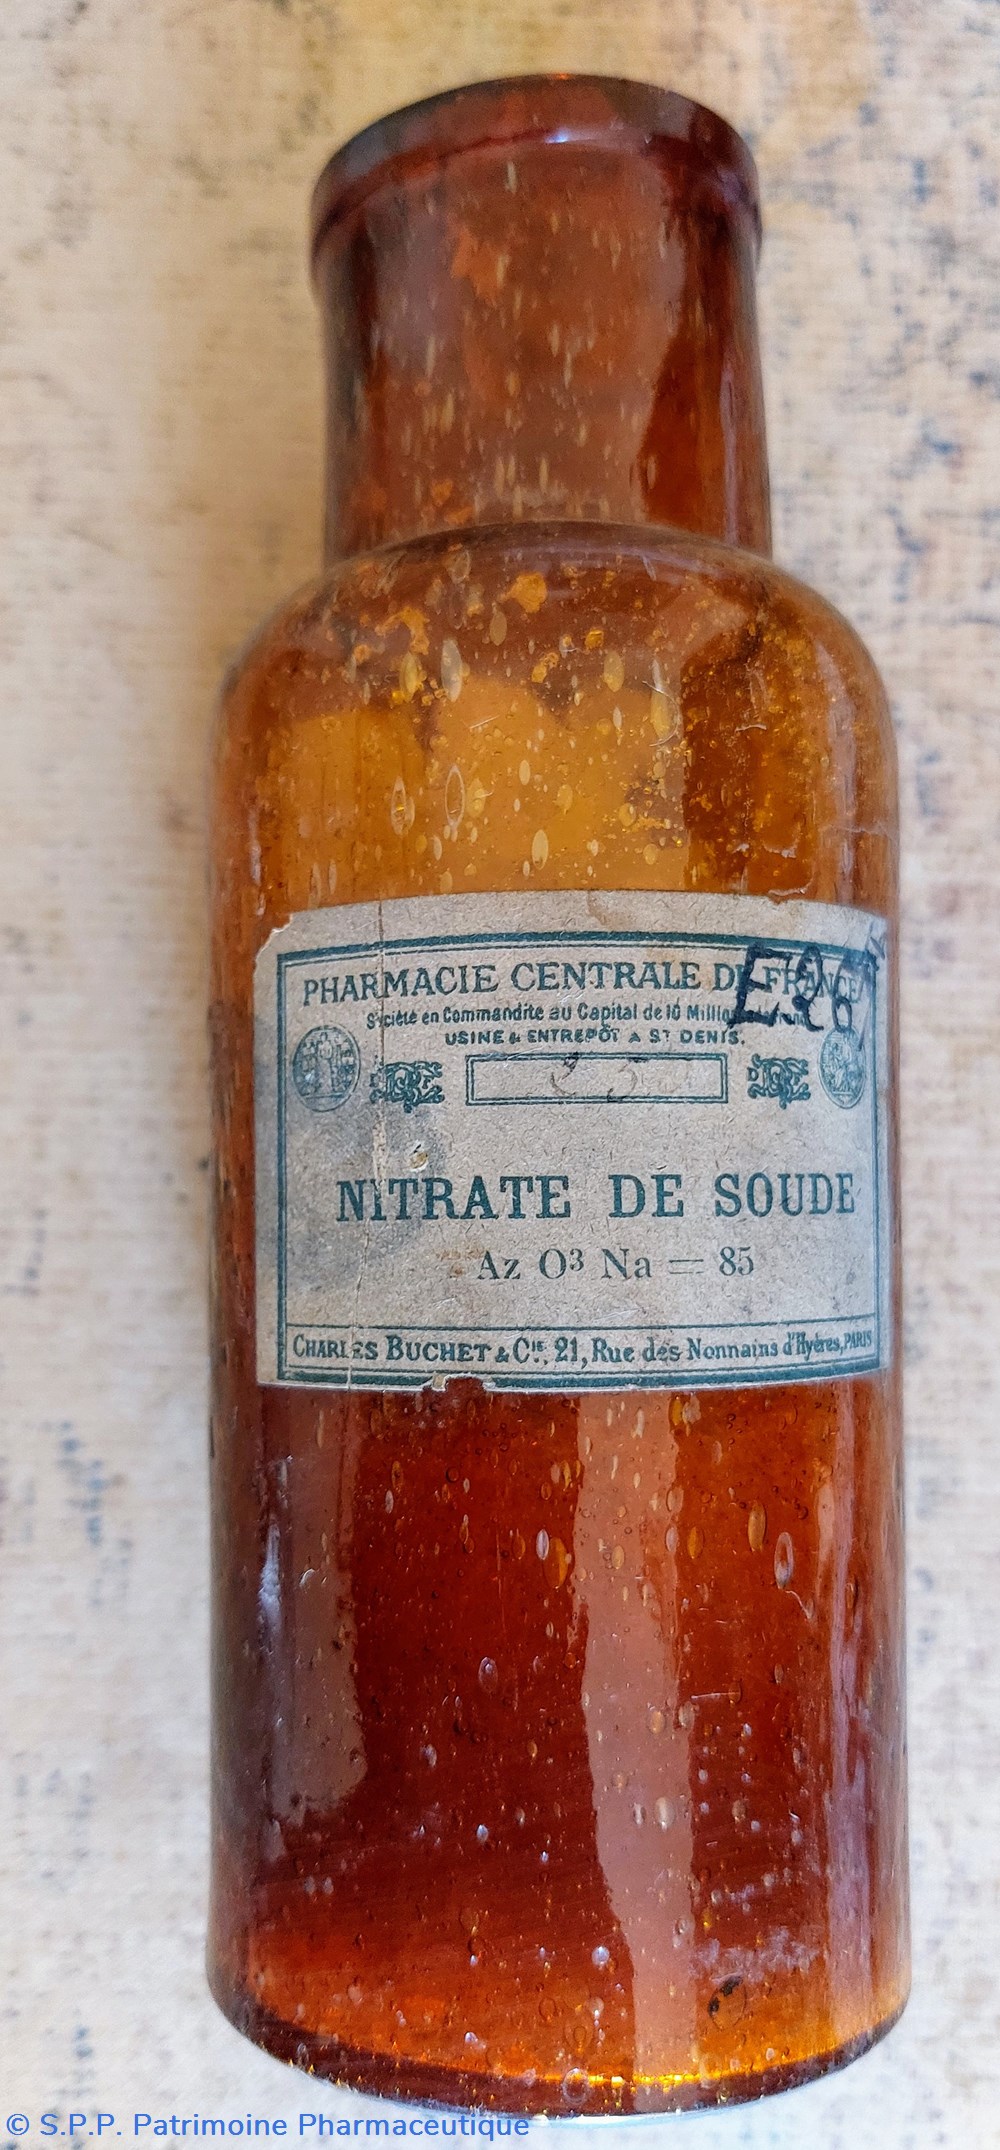 PHARMACIE CENTRALE DE FRANCE
Société en Commandite au Capital de 10
USINE & ENTREPÔT A ST DENIS.
NITRATE DE SOUDE
Az O³ Na = 85
CHARLES BUCHET & Cie, 21, Rue des Nonnains d'Hyères, PARIS
© S.P.P. Patrimoine Pharmaceutique